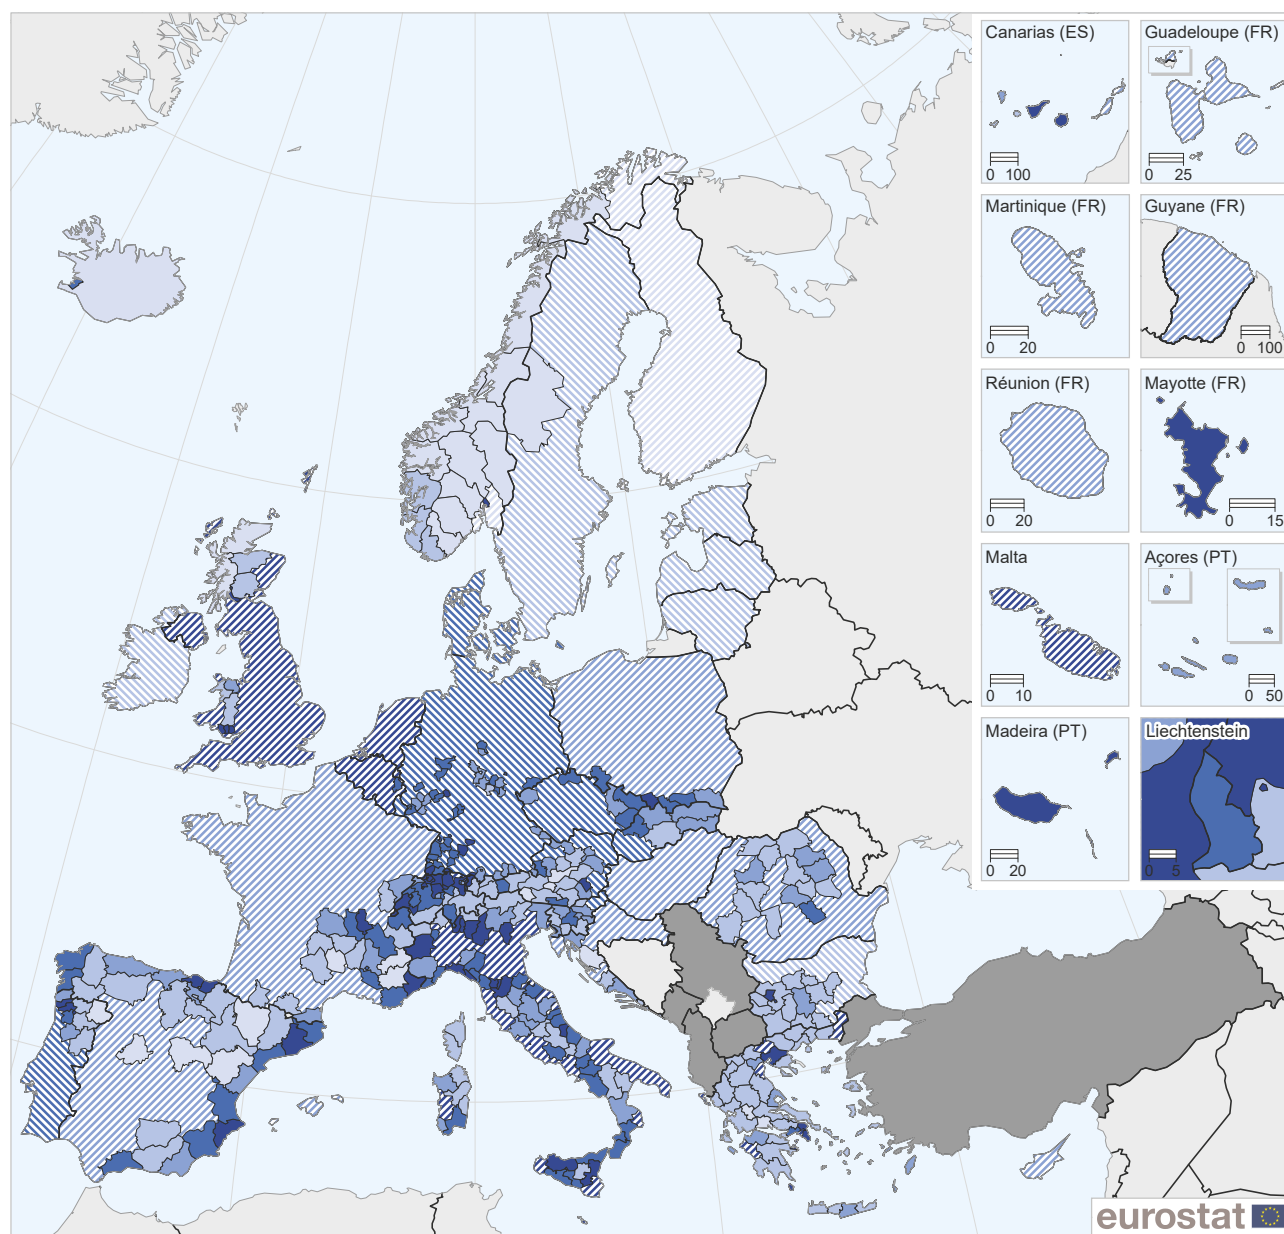 Canarias (ES)
0 100
Guadeloupe (FR)
0 25
Martinique (FR)
0 20
Guyane (FR)
0 100
Réunion (FR)
0 20
Mayotte (FR)
0 15
Malta
0 10
Açores (PT)
0 50
Madeira (PT)
0 20
Liechtenstein
0 5
eurostat